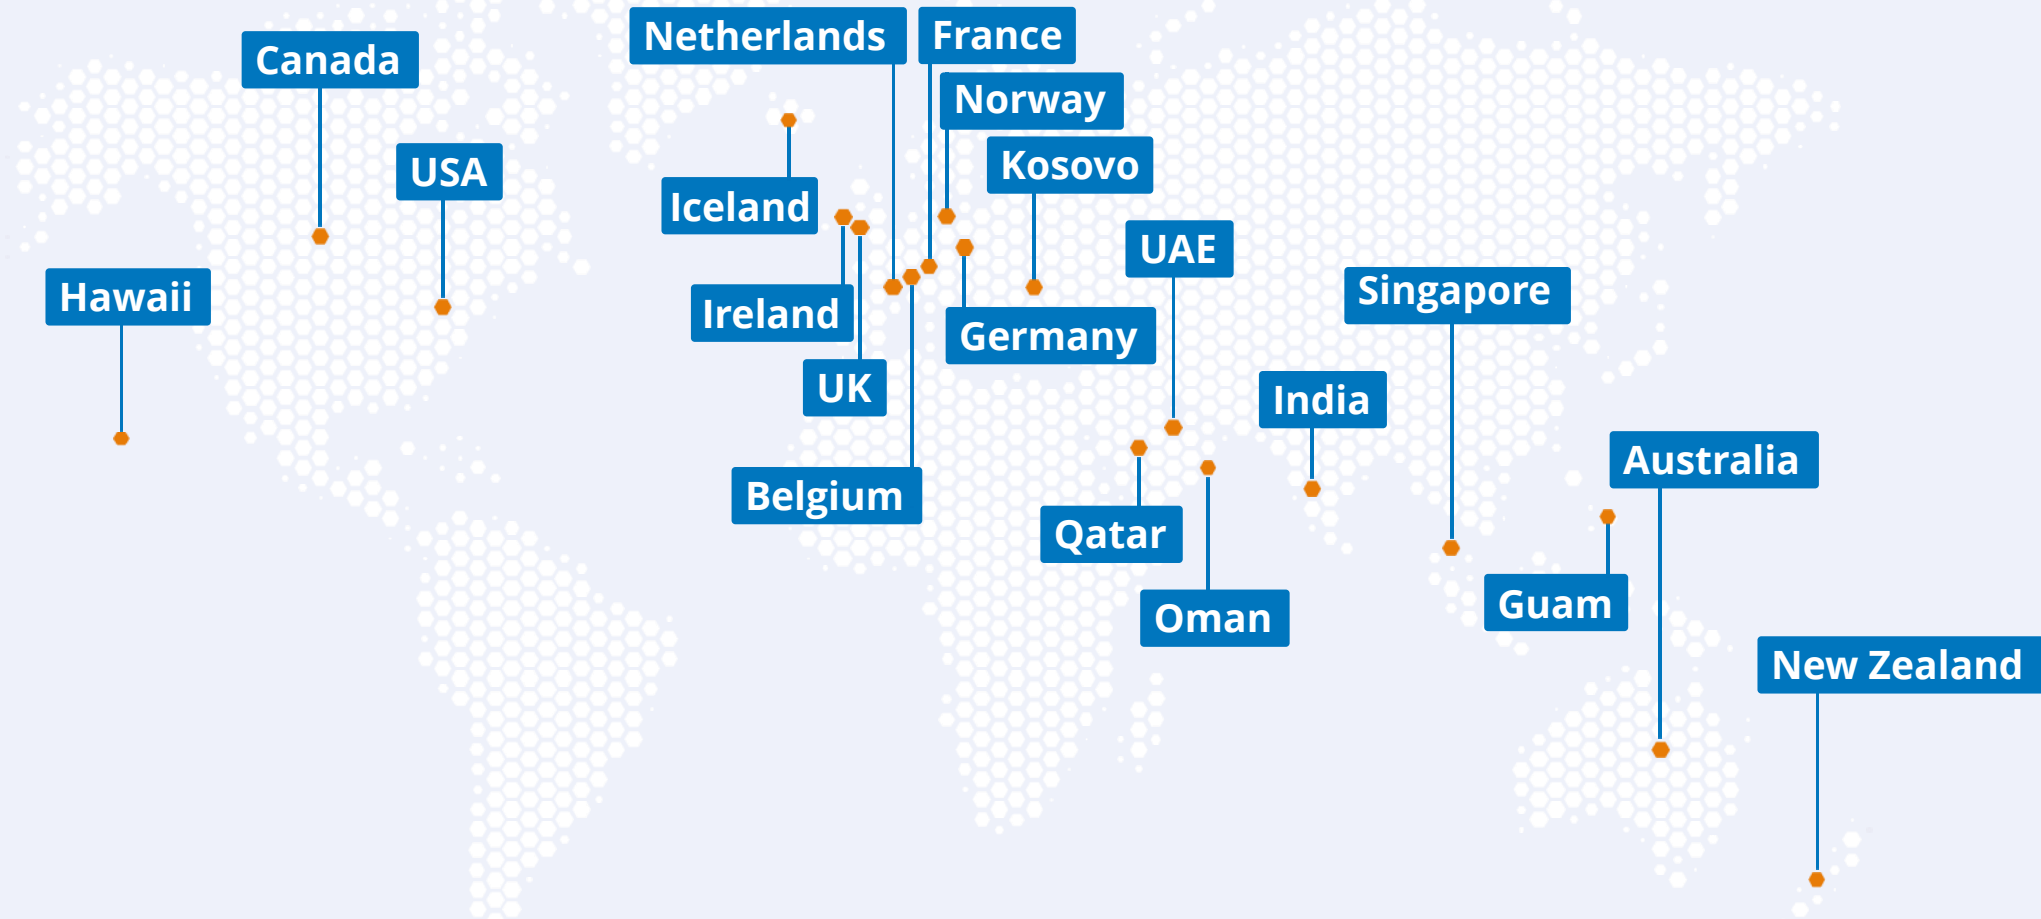 Netherlands
France
Canada
Norway
Kosovo
USA
Iceland
UAE
Hawaii
Singapore
Ireland
Germany
UK
India
Australia
Belgium
Qatar
Guam
Oman
New Zealand